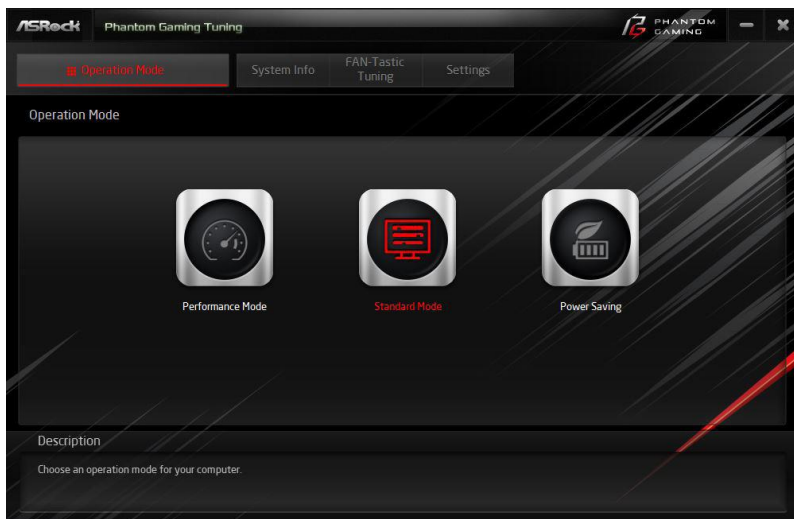 ASRock
Phantom Gaming Tuning
PHANTOM
GAMING
Operation Mode
System Info
FAN-Tastic
Tuning
Settings
Operation Mode
Performance Mode
Standard Mode
Power Saving
Description
Choose an operation mode for your computer.